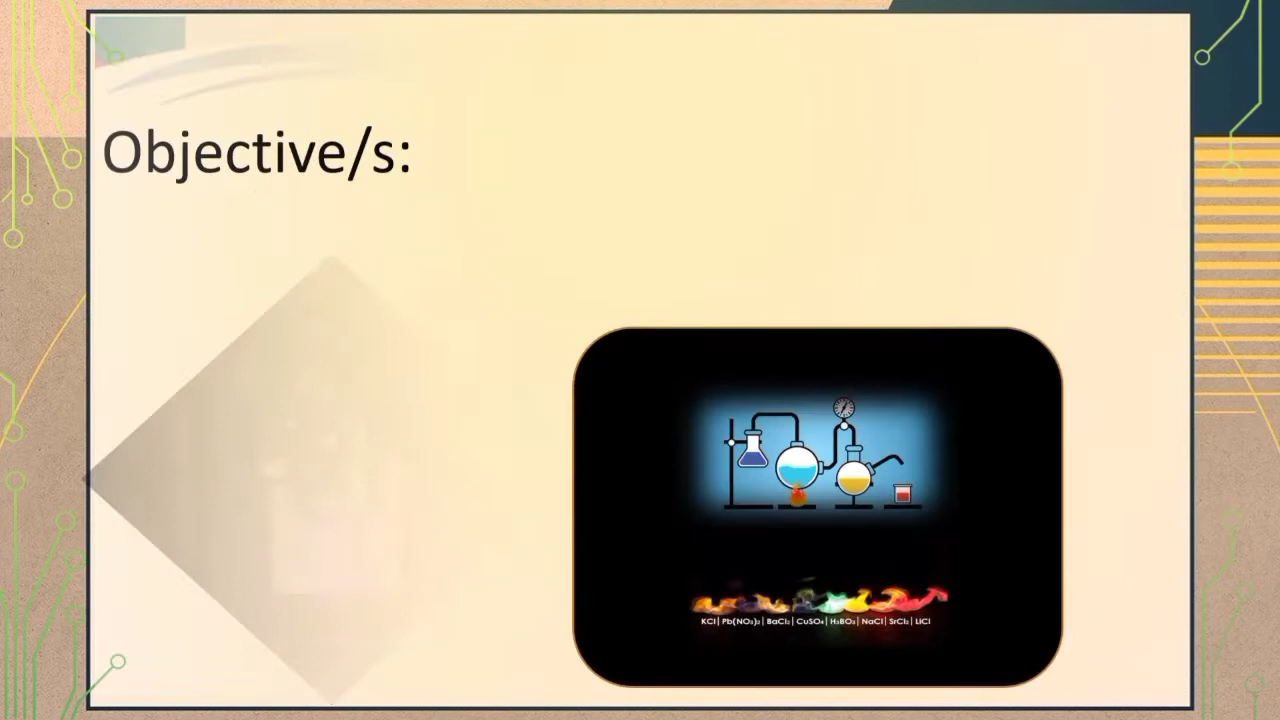 Objective/s:
KCl| Pb(NO₃)₂ | BaCl₂ | CuSO₄ | H₃BO₃ | NaCl | SrCl₂ | LiCl